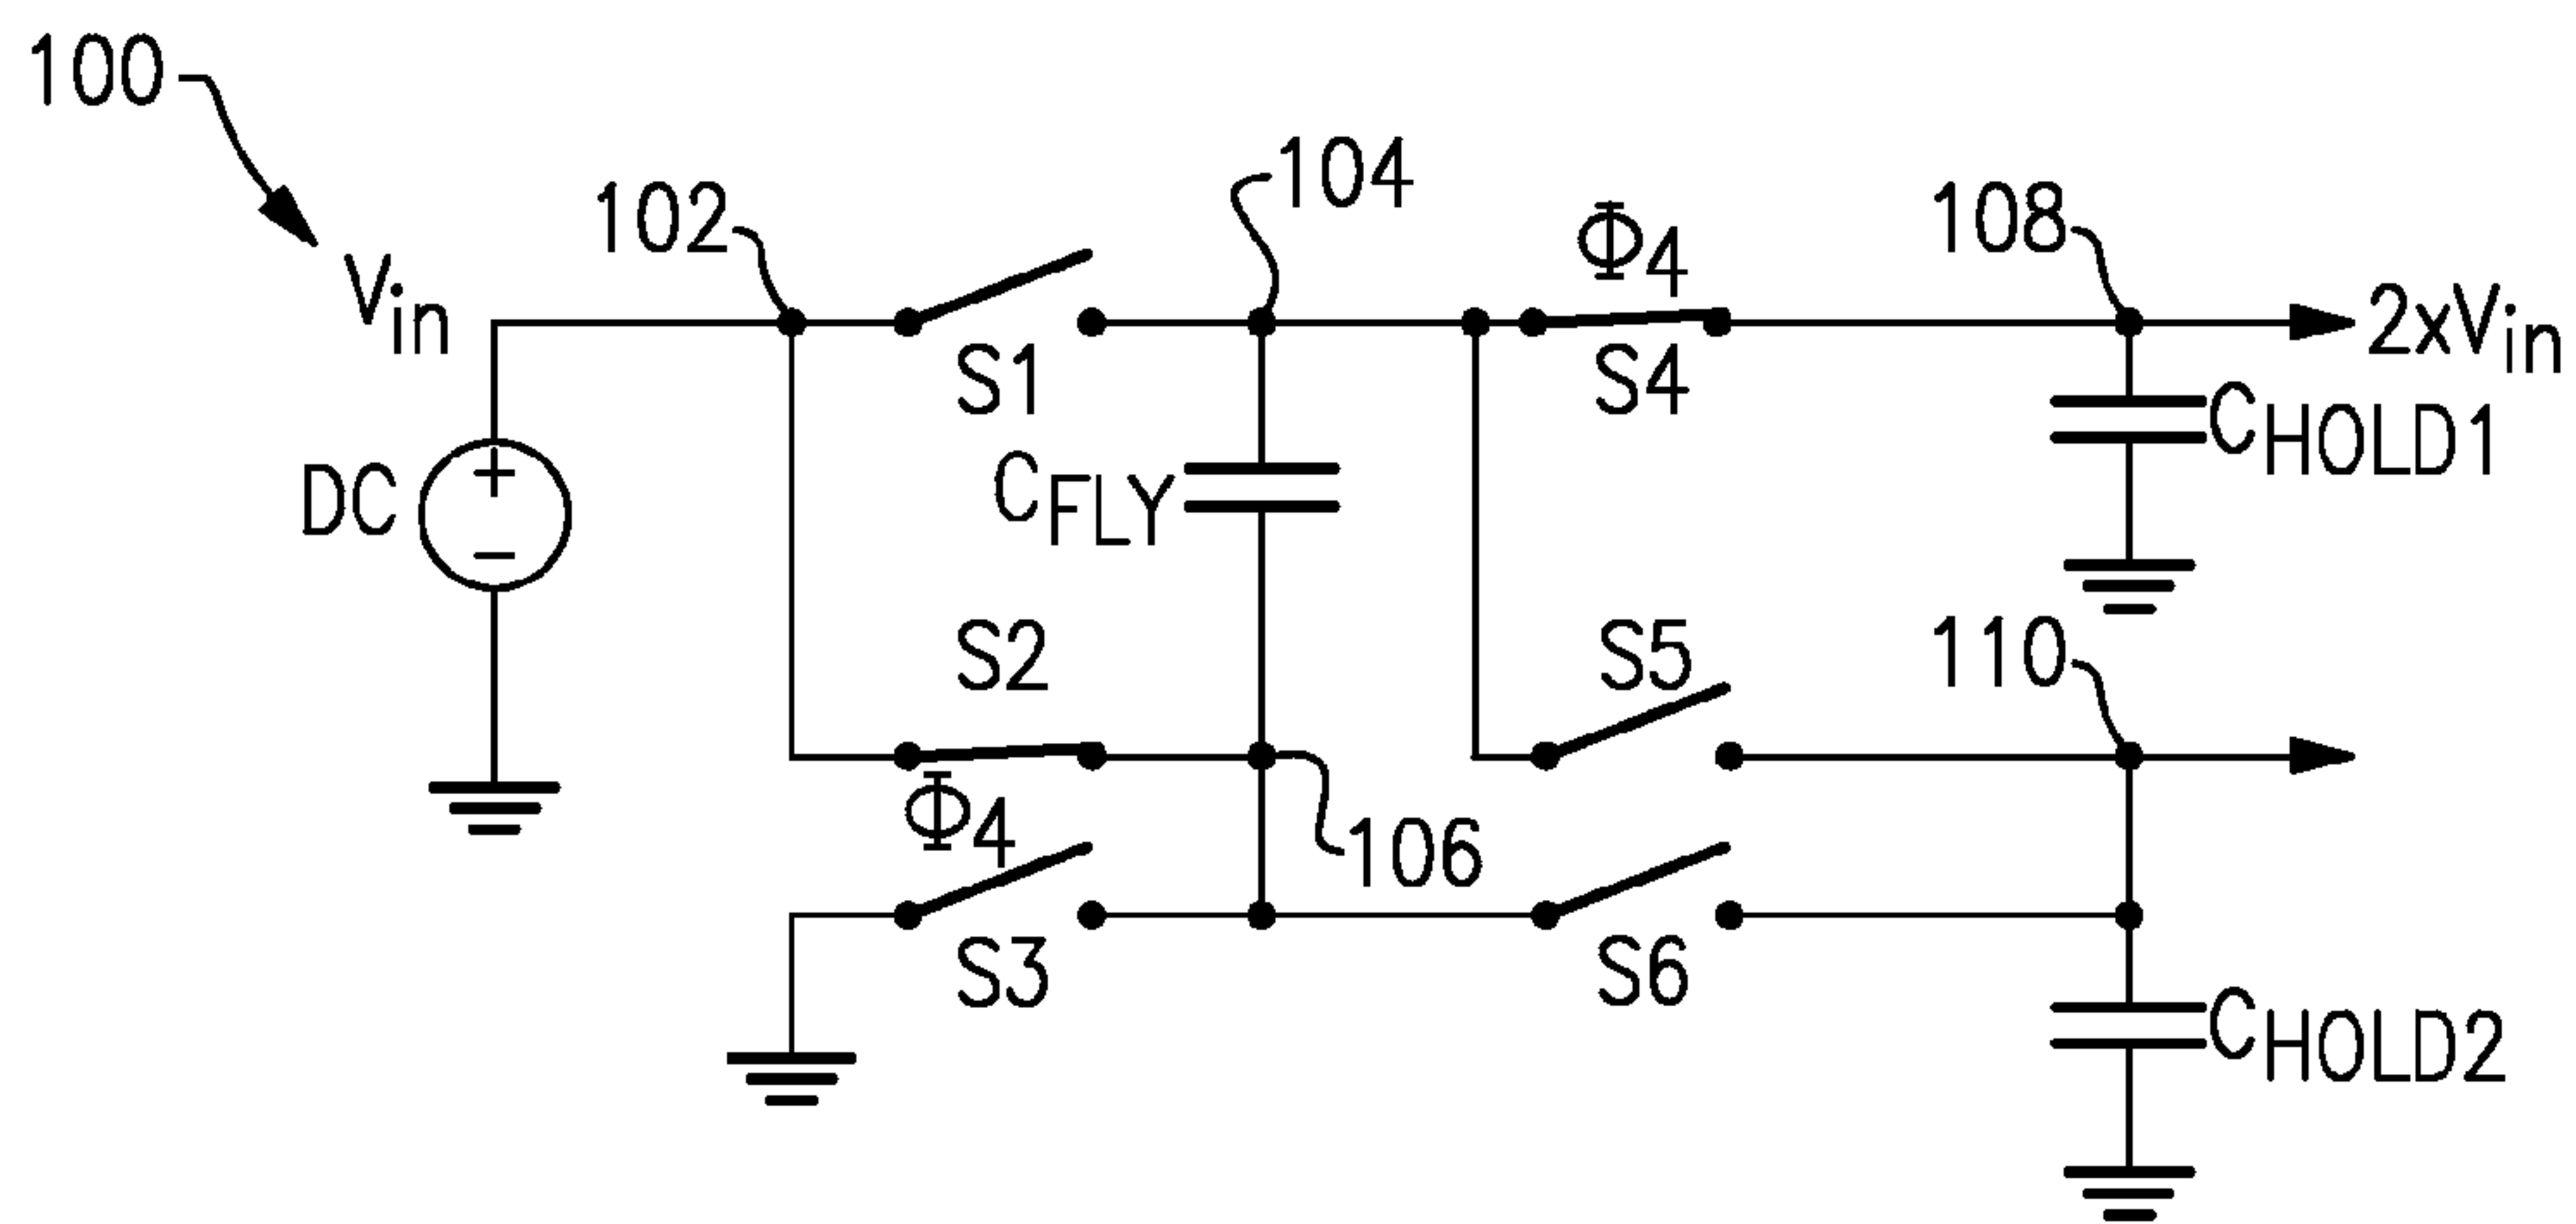 100
104
102
Φ4
108
Vin
2xVin
S1
S4
CHOLD1
DC
CFLY
S2
S5
110
Φ4
106
S3
S6
CHOLD2